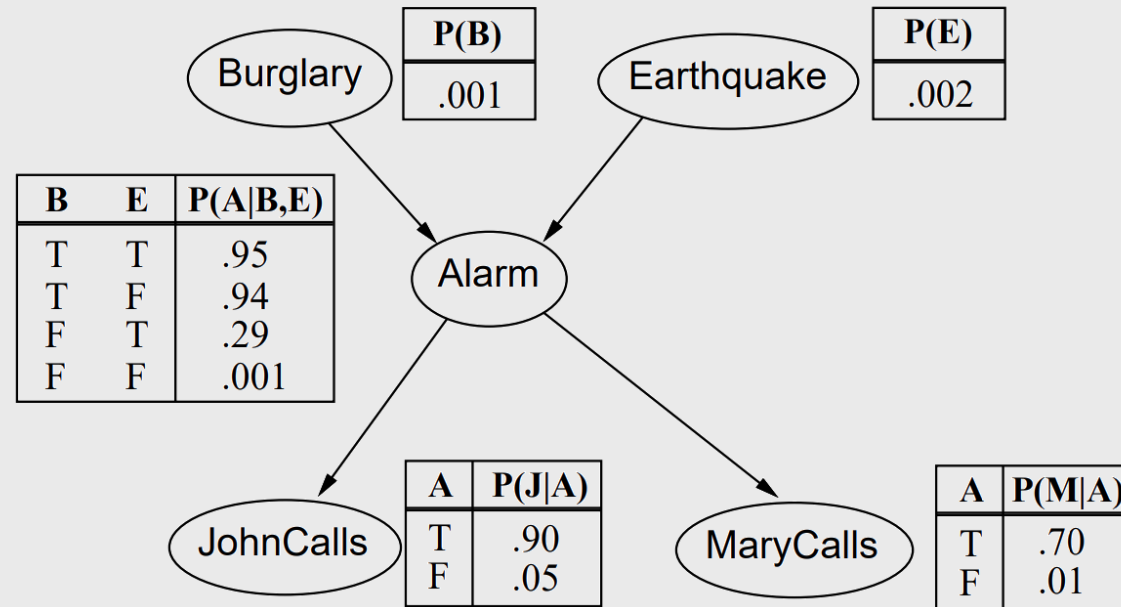 Burglary
P(B)
.001
Earthquake
P(E)
.002
B E P(A|B,E)
T T .95
T F .94
F T .29
F F .001
Alarm
JohnCalls
A P(J|A)
T .90
F .05
MaryCalls
A P(M|A)
T .70
F .01